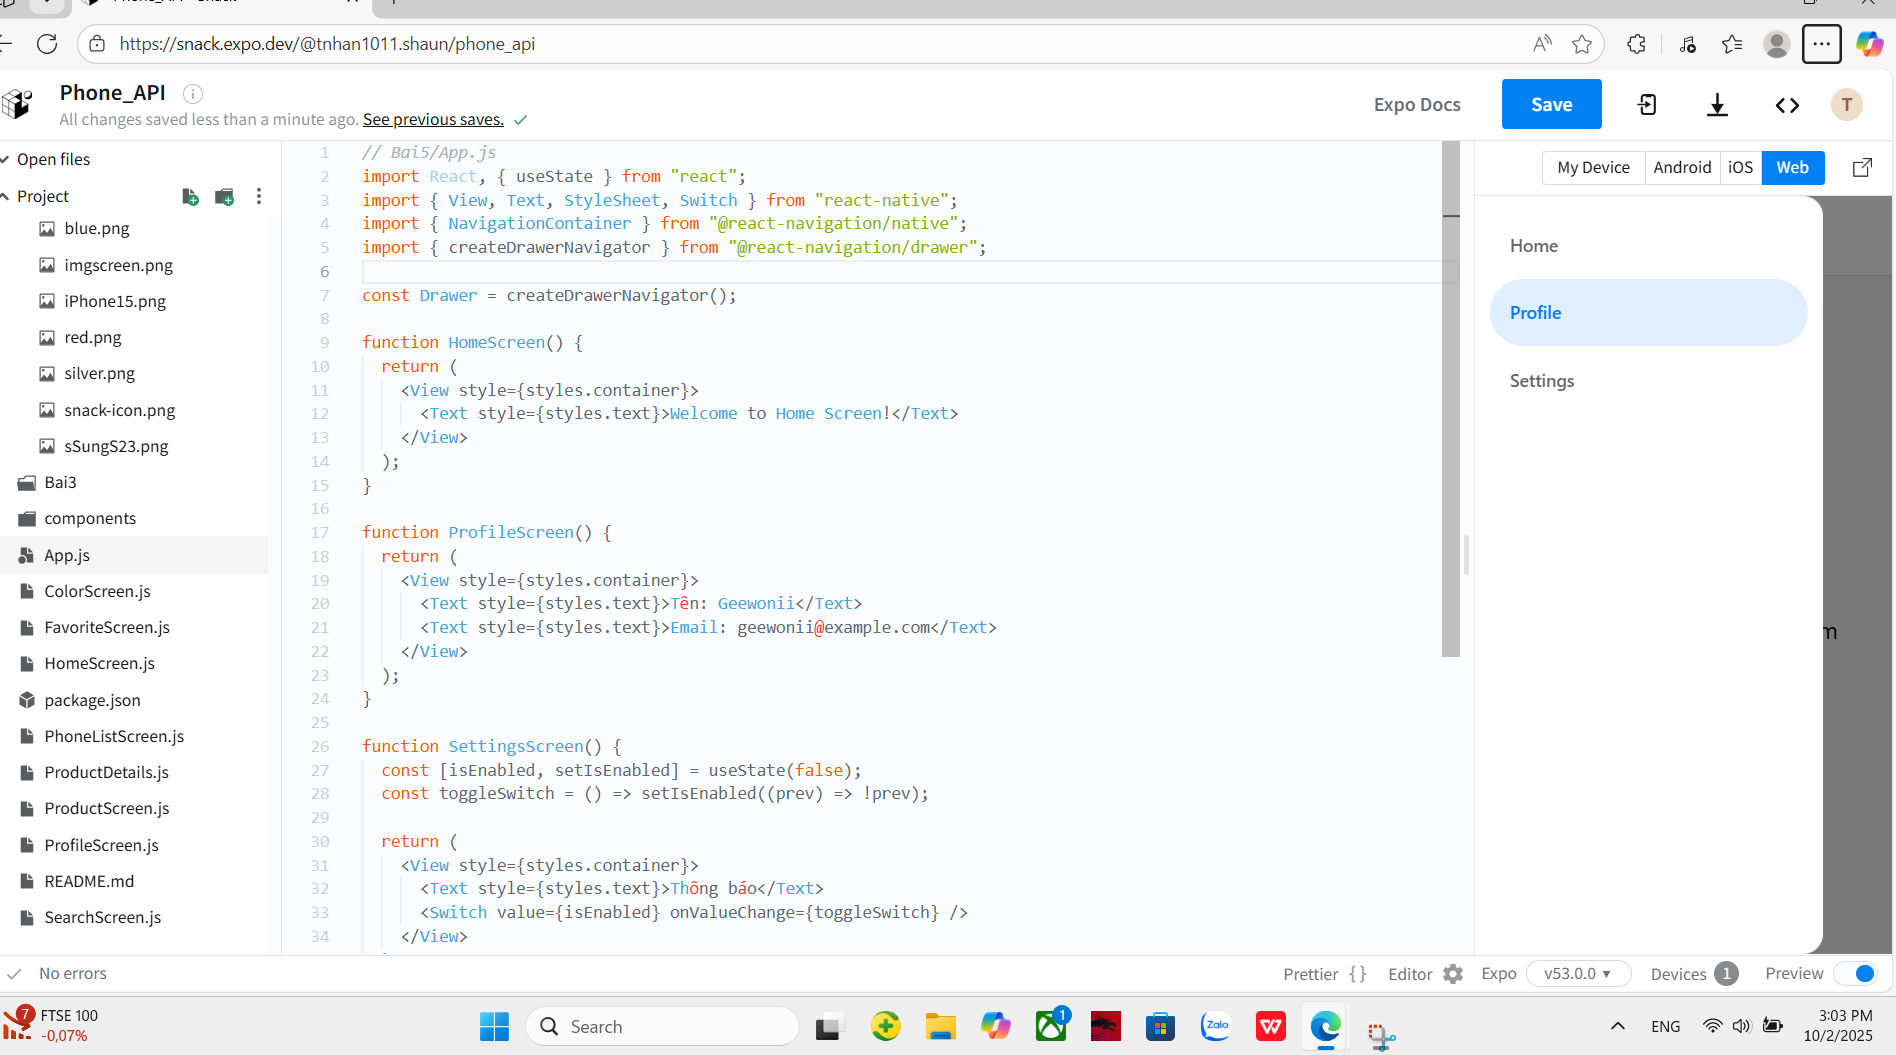 https://snack.expo.dev/@tnhan1011.shaun/phone_api
Phone_API
All changes saved less than a minute ago. See previous saves.
Expo Docs
Save
T
Open files
Project
blue.png
imgscreen.png
iPhone15.png
red.png
silver.png
snack-icon.png
sSungS23.png
Bai3
components
App.js
ColorScreen.js
FavoriteScreen.js
HomeScreen.js
package.json
PhoneListScreen.js
ProductDetails.js
ProductScreen.js
ProfileScreen.js
README.md
SearchScreen.js
1 // Bai5/App.js
2 import React, { useState } from "react";
3 import { View, Text, StyleSheet, Switch } from "react-native";
4 import { NavigationContainer } from "@react-navigation/native";
5 import { createDrawerNavigator } from "@react-navigation/drawer";
6
7 const Drawer = createDrawerNavigator();
8
9 function HomeScreen() {
10 return (
11 <View style={styles.container}>
12 <Text style={styles.text}>Welcome to Home Screen!</Text>
13 </View>
14 );
15 }
16
17 function ProfileScreen() {
18 return (
19 <View style={styles.container}>
20 <Text style={styles.text}>Tên: Geewonii</Text>
21 <Text style={styles.text}>Email: geewonii@example.com</Text>
22 </View>
23 );
24 }
25
26 function SettingsScreen() {
27 const [isEnabled, setIsEnabled] = useState(false);
28 const toggleSwitch = () => setIsEnabled((prev) => !prev);
29
30 return (
31 <View style={styles.container}>
32 <Text style={styles.text}>Thông báo</Text>
33 <Switch value={isEnabled} onValueChange={toggleSwitch} />
34 </View>
My Device Android iOS Web
Home
Profile
Settings
m
No errors
Prettier {} Editor Expo v53.0.0 Devices 1 Preview
7
FTSE 100
-0,07%
Search
1
Zalo
ENG
3:03 PM
10/2/2025